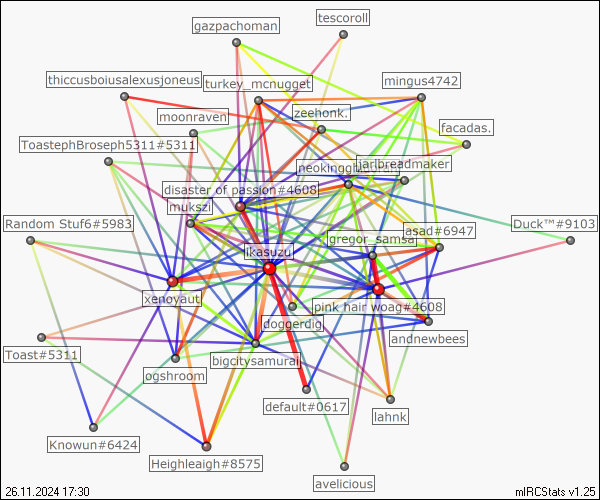 tescoroll
gazpachoman
thiccusboiusalexusjoneus
turkey_mcnugget
mingus4742
zeehonk.
moonraven
facadas.
ToastephBroseph5311#5311
jarlbreadmaker
disaster of passion#4608
mukszi
Random Stuf6#5983
Duck™#9103
asad#6947
gregor_samsa
ikasuzu
xenoyaut
pink hair woag#4608
doggerdig
andnewbees
Toast#5311
bigcitysamurai
ogshroom
default#0617
lahnk
Knowun#6424
Heighleaigh#8575
avelicious
26.11.2024 17:30
mIRCStats v1.25